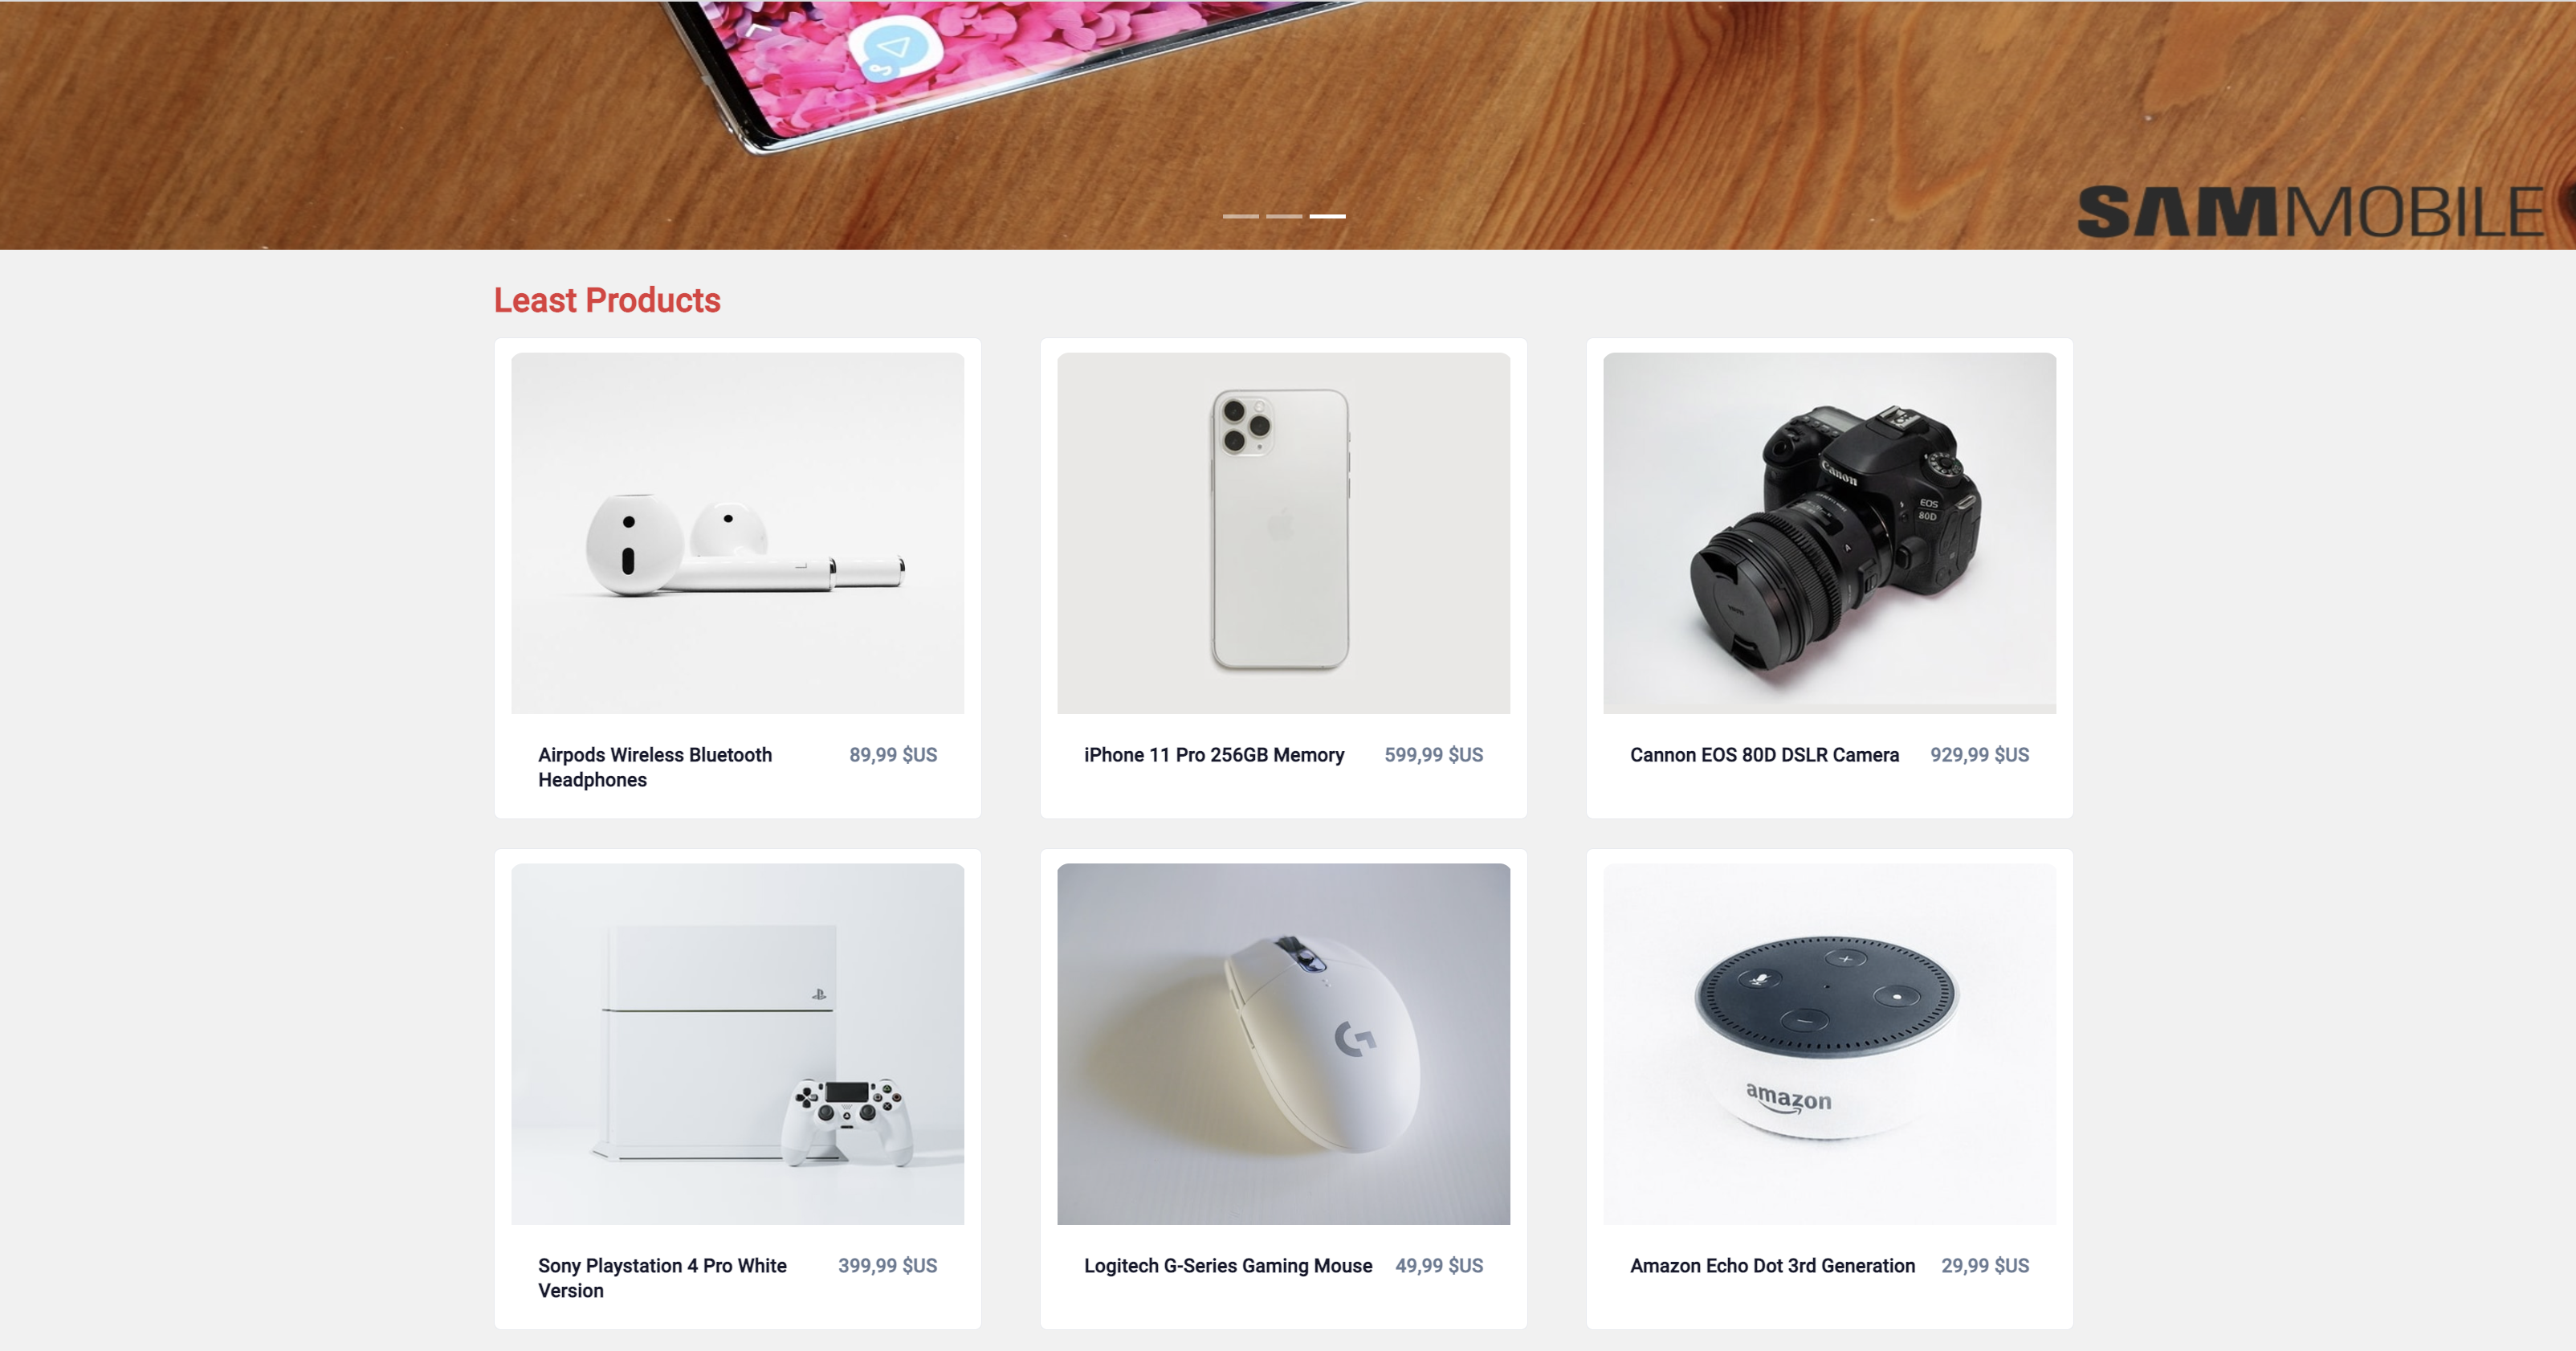 SAMMOBILE
Least Products
Canon
EOS
80D
Airpods Wireless Bluetooth
Headphones
89,99 $US
iPhone 11 Pro 256GB Memory
599,99 $US
Cannon EOS 80D DSLR Camera
929,99 $US
amazon
Sony Playstation 4 Pro White
Version
399,99 $US
Logitech G-Series Gaming Mouse
49,99 $US
Amazon Echo Dot 3rd Generation
29,99 $US